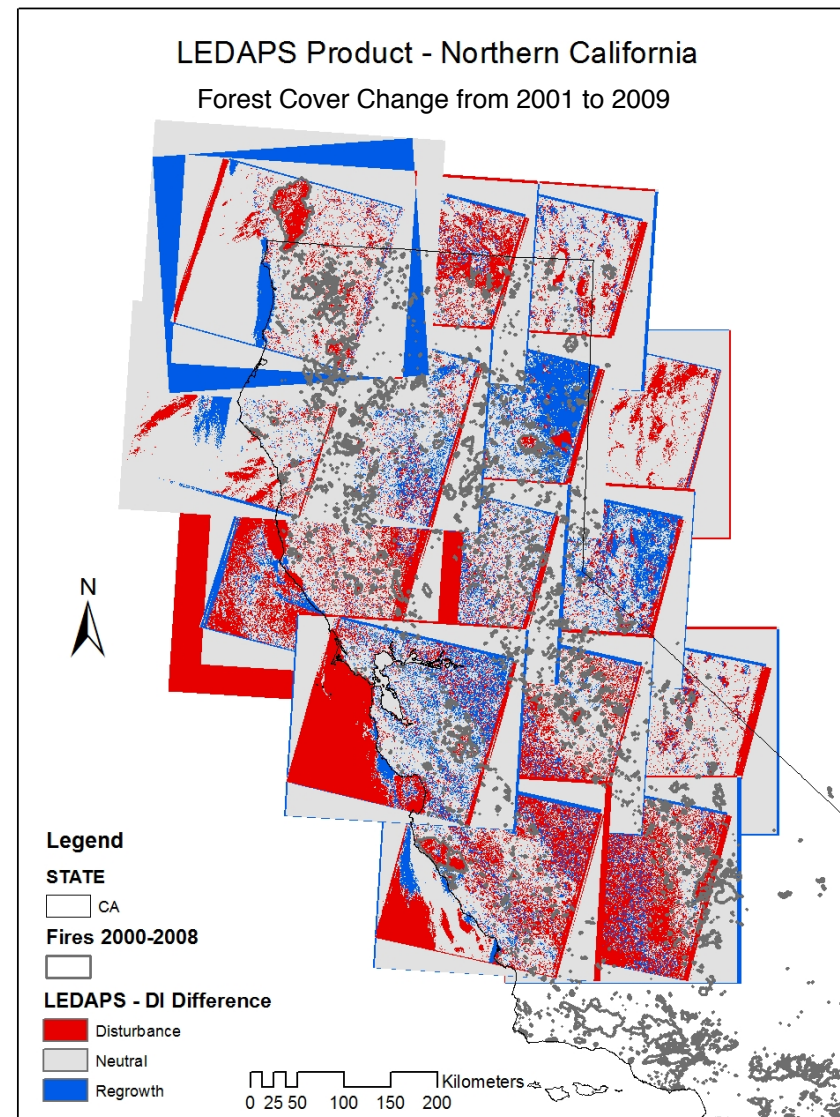 LEDAPS Product - Northern California
Forest Cover Change from 2001 to 2009
N
Legend
STATE
CA
Fires 2000-2008
LEDAPS - DI Difference
Disturbance
Neutral
Regrowth
Kilometers
0 25 50 100 150 200